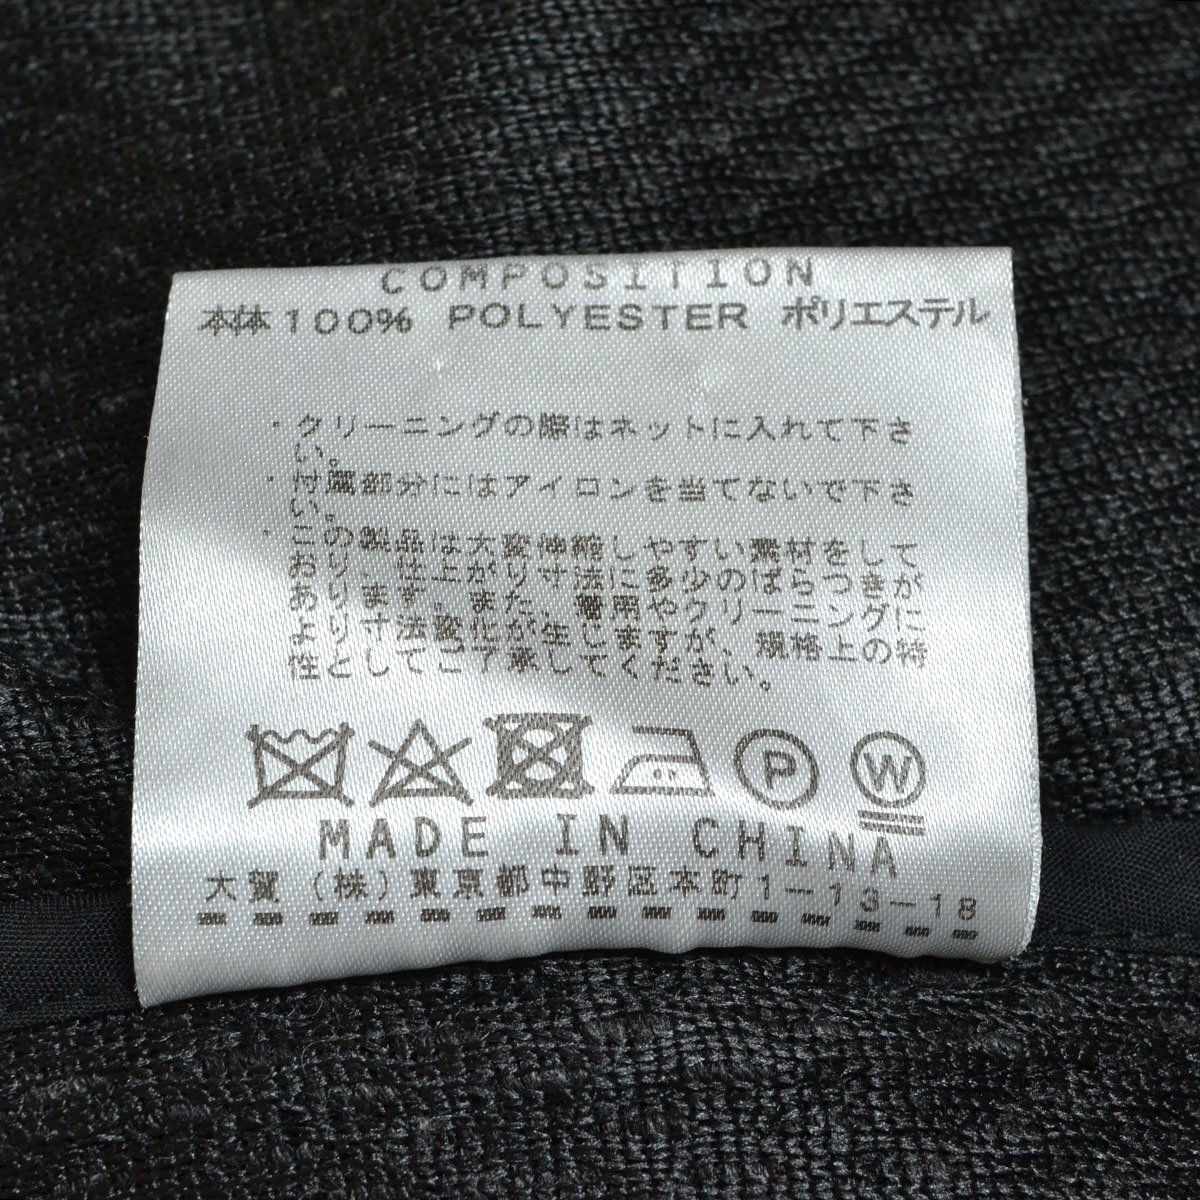 COMPOSITION
本体 100% POLYESTER ポリエステル
・クリーニングの際はネットに入れて下さ
い。
・付属部分にはアイロンを当てないで下さ
い。
・この製品は大変伸縮しやすい素材をして
おり、仕上がり寸法に多少のばらつきが
あります。また、着用やクリーニングに
より寸法変化が生じますが、規格上の特
性としてご了承してください。
P W
MADE IN CHINA
大賀(株)東京都中野区本町1-13-18